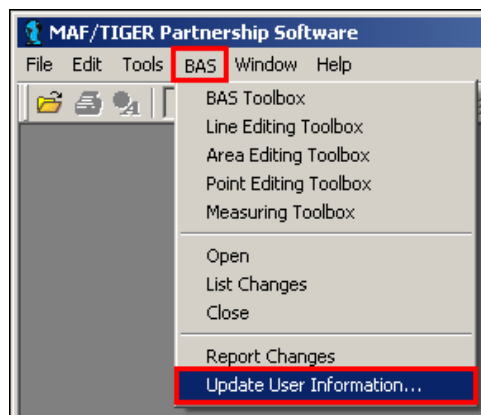 MAF/TIGER Partnership Software
File Edit Tools BAS Window Help
BAS Toolbox
Line Editing Toolbox
Area Editing Toolbox
Point Editing Toolbox
Measuring Toolbox
Open
List Changes
Close
Report Changes
Update User Information...